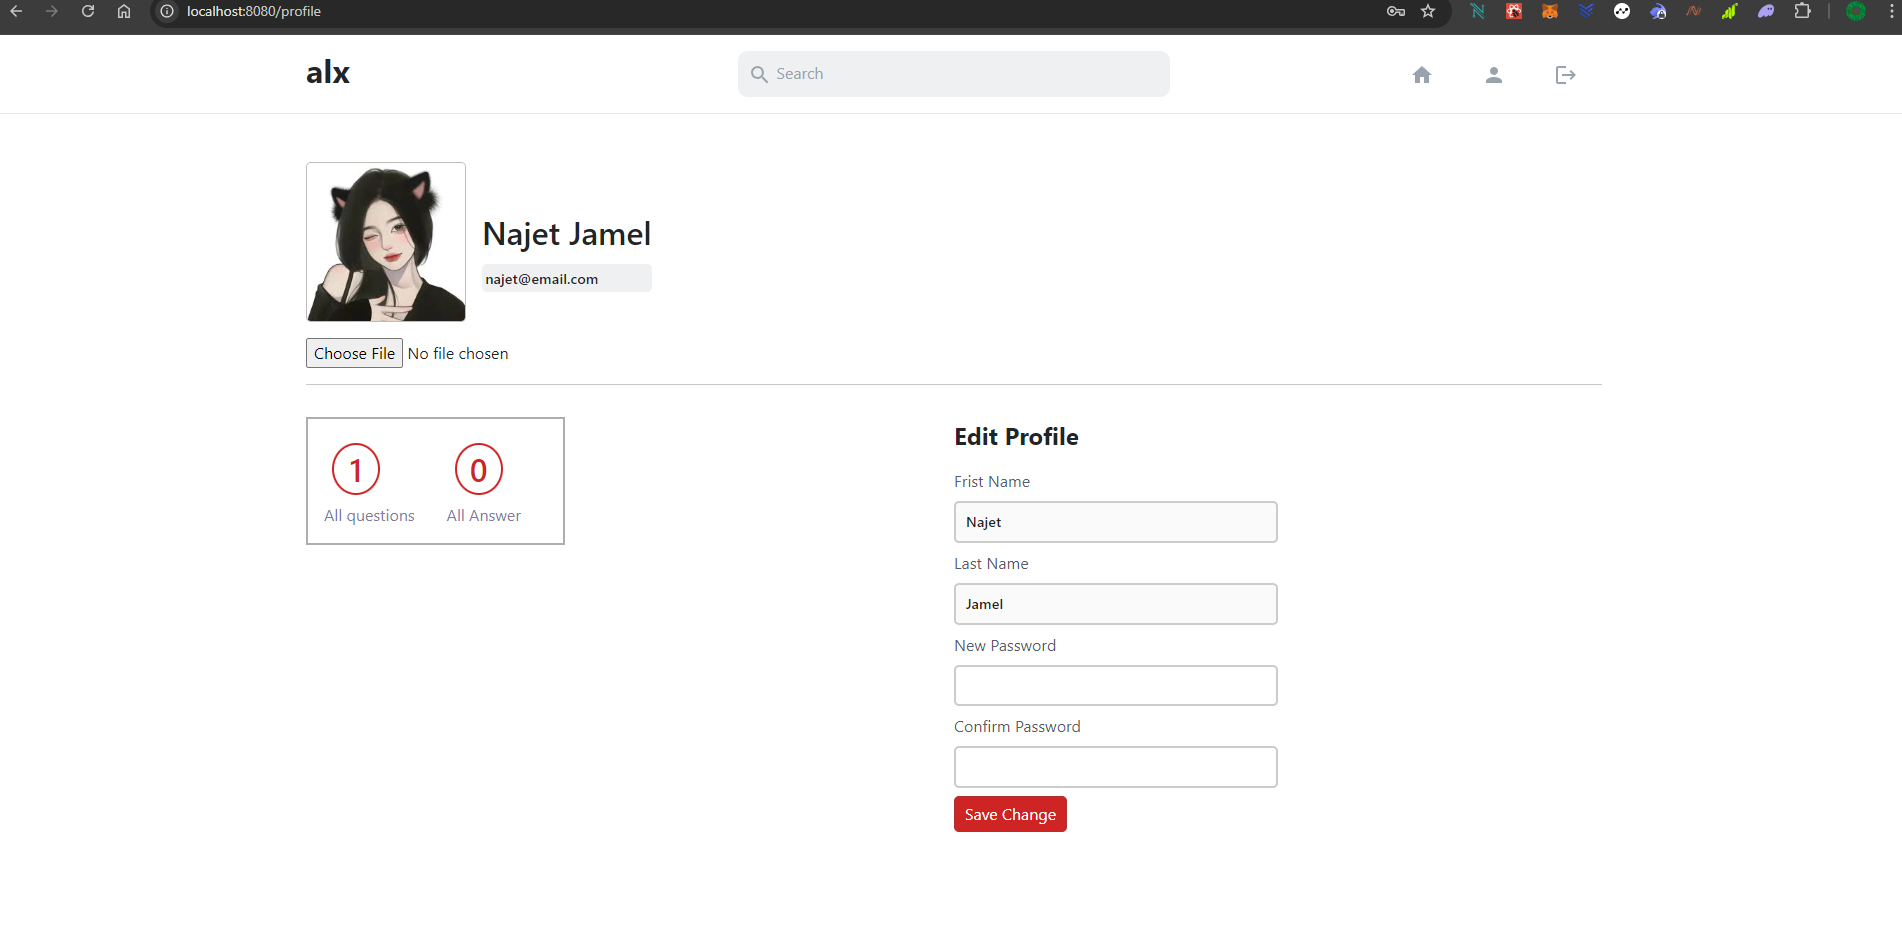 localhost:8080/profile
alx
Search
Najet Jamel
najet@email.com
Choose File No file chosen
1 0
All questions All Answer
Edit Profile
Frist Name
Najet
Last Name
Jamel
New Password
Confirm Password
Save Change